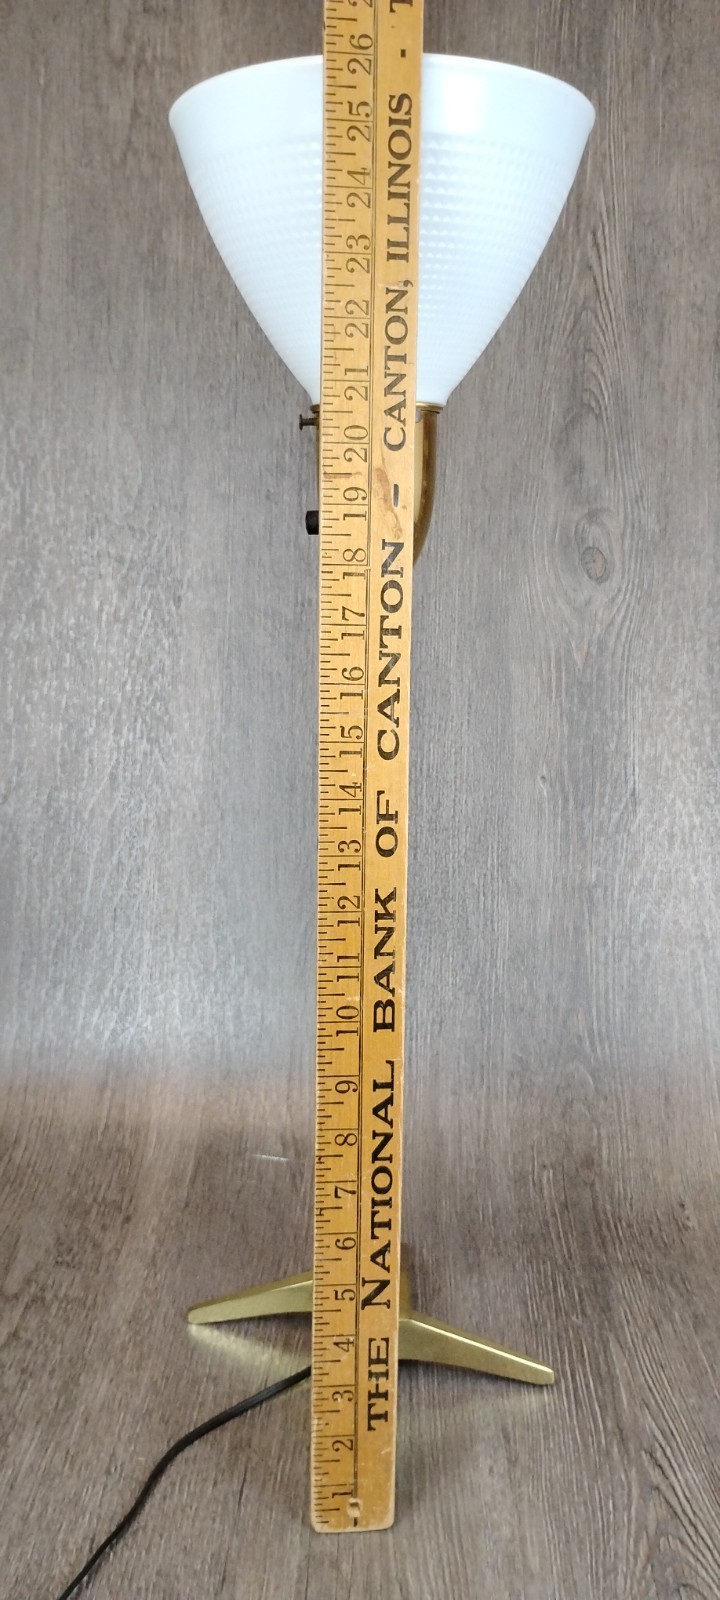 THE NATIONAL BANK OF CANTON - CANTON, ILLINOIS -
1 2 3 4 5 6 7 8 9 10 11 12 13 14 15 16 17 18 19 20 21 22 23 24 25 26